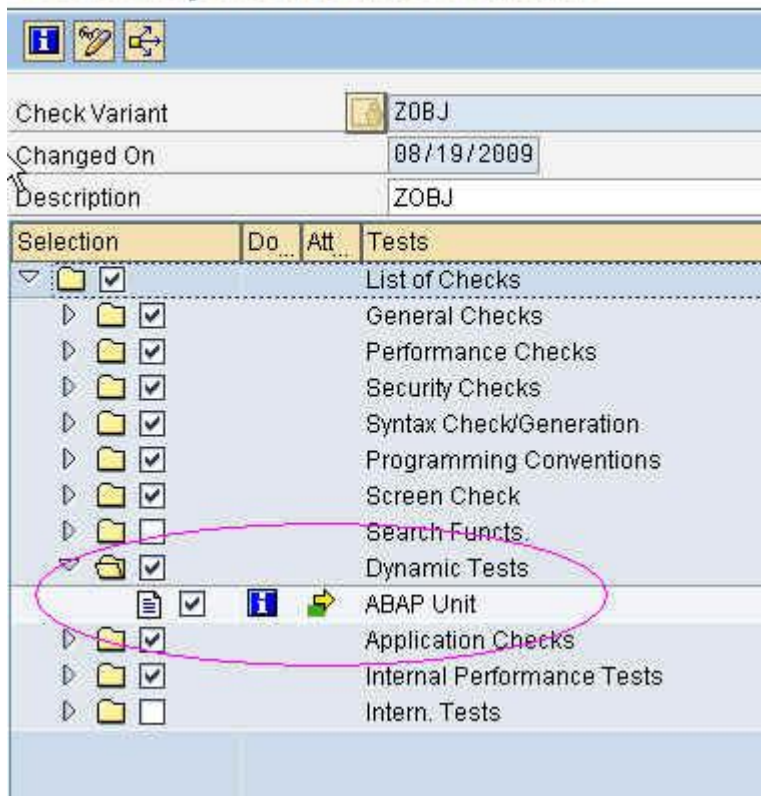 Check Variant ZOBJ
Changed On 08/19/2009
Description ZOBJ
Selection Do... Att... Tests
List of Checks
General Checks
Performance Checks
Security Checks
Syntax Check/Generation
Programming Conventions
Screen Check
Search Functs.
Dynamic Tests
ABAP Unit
Application Checks
Internal Performance Tests
Intern. Tests